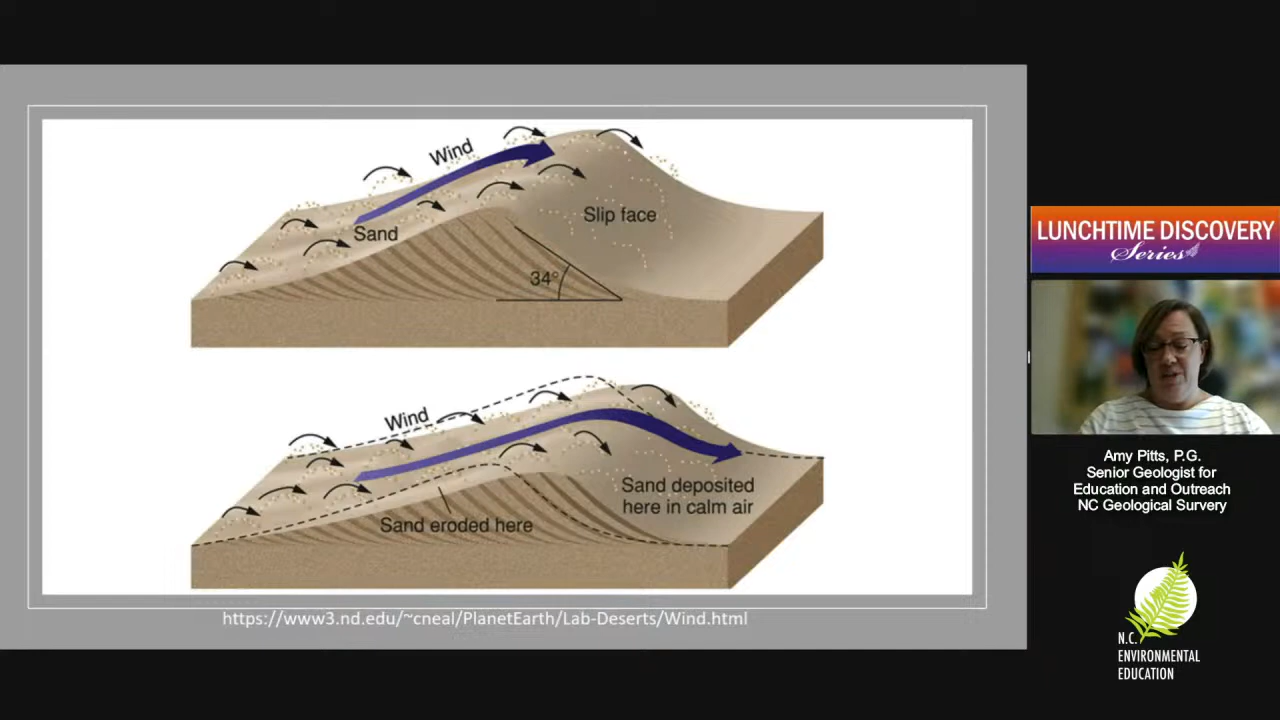 Wind
Sand
Slip face
34°
Wind
Sand eroded here
Sand deposited
here in calm air
https://www3.nd.edu/~cneal/PlanetEarth/Lab-Deserts/Wind.html
LUNCHTIME DISCOVERY
Series
Amy Pitts, P.G.
Senior Geologist for
Education and Outreach
NC Geological Survery
N.C.
ENVIRONMENTAL
EDUCATION